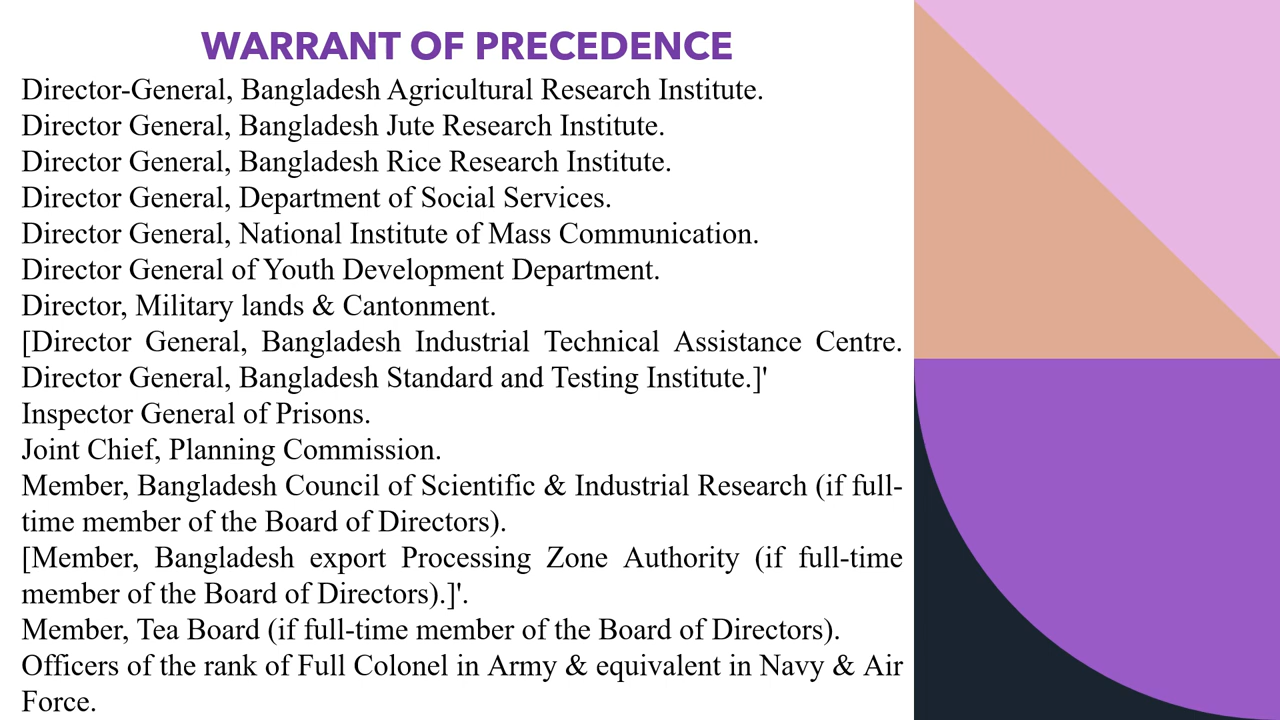 WARRANT OF PRECEDENCE
Director-General, Bangladesh Agricultural Research Institute.
Director General, Bangladesh Jute Research Institute.
Director General, Bangladesh Rice Research Institute.
Director General, Department of Social Services.
Director General, National Institute of Mass Communication.
Director General of Youth Development Department.
Director, Military lands & Cantonment.
[Director General, Bangladesh Industrial Technical Assistance Centre.
Director General, Bangladesh Standard and Testing Institute.]'
Inspector General of Prisons.
Joint Chief, Planning Commission.
Member, Bangladesh Council of Scientific & Industrial Research (if full-
time member of the Board of Directors).
[Member, Bangladesh export Processing Zone Authority (if full-time
member of the Board of Directors).]'.
Member, Tea Board (if full-time member of the Board of Directors).
Officers of the rank of Full Colonel in Army & equivalent in Navy & Air
Force.